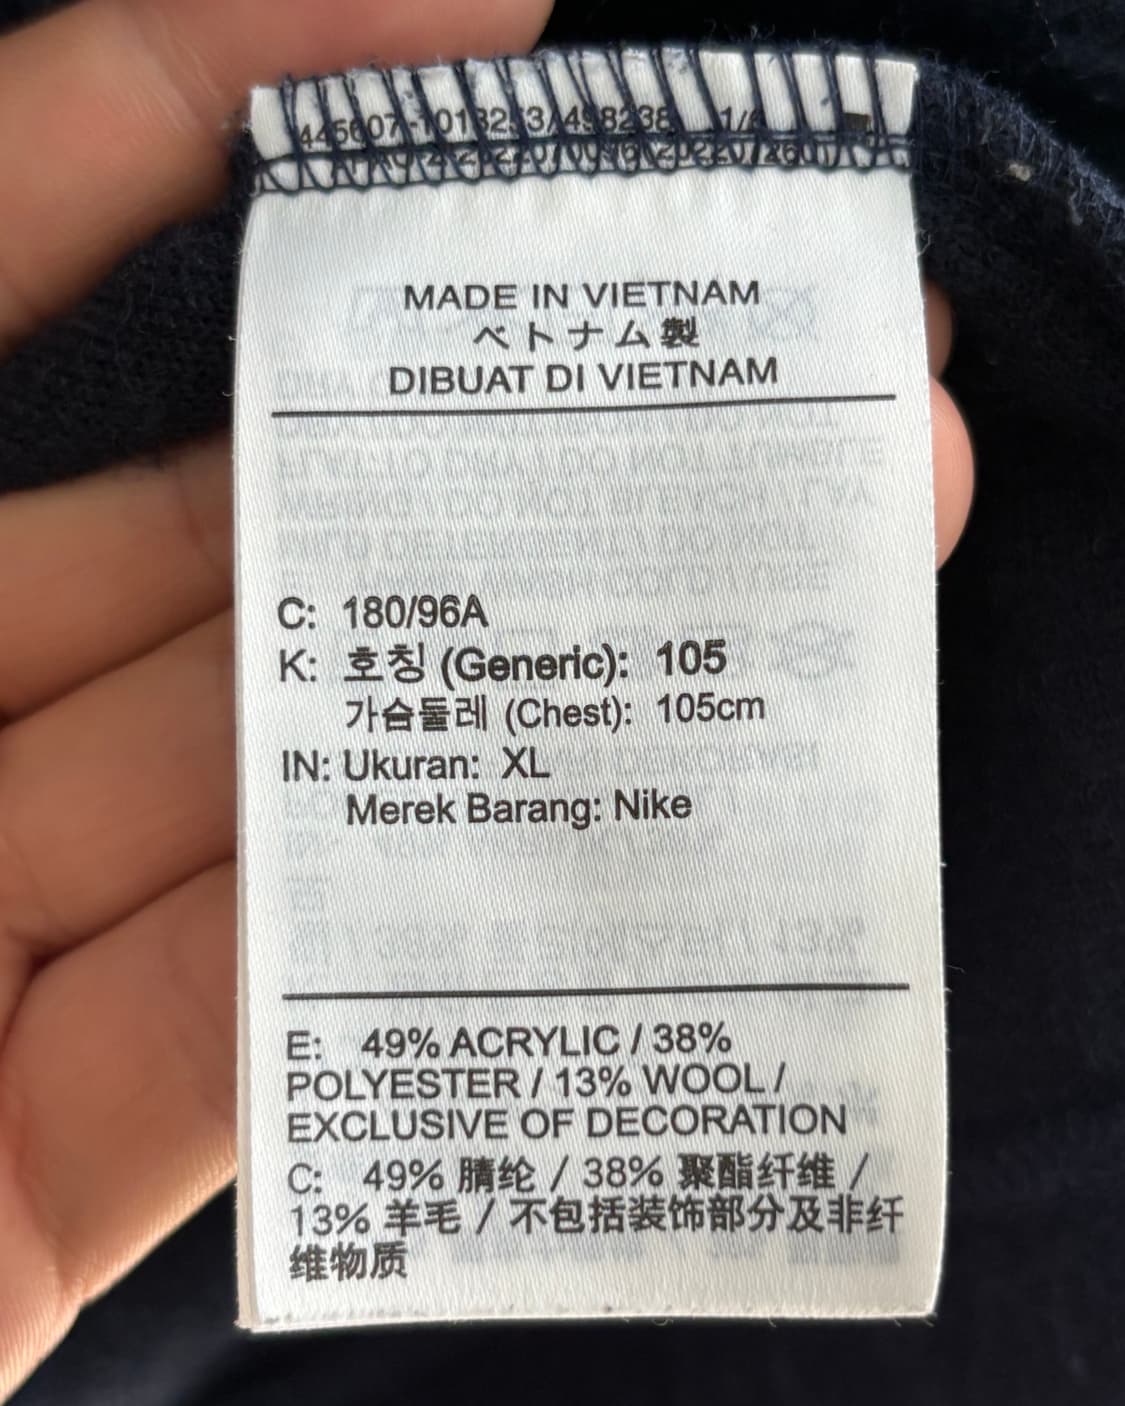 MADE IN VIETNAM
ベトナム製
DIBUAT DI VIETNAM
C: 180/96A
K: 호칭 (Generic): 105
가슴둘레 (Chest): 105cm
IN: Ukuran: XL
Merek Barang: Nike
E: 49% ACRYLIC / 38%
POLYESTER / 13% WOOL /
EXCLUSIVE OF DECORATION
C: 49% 腈纶 / 38% 聚酯纤维 /
13% 羊毛 / 不包括装饰部分及非纤
维物质